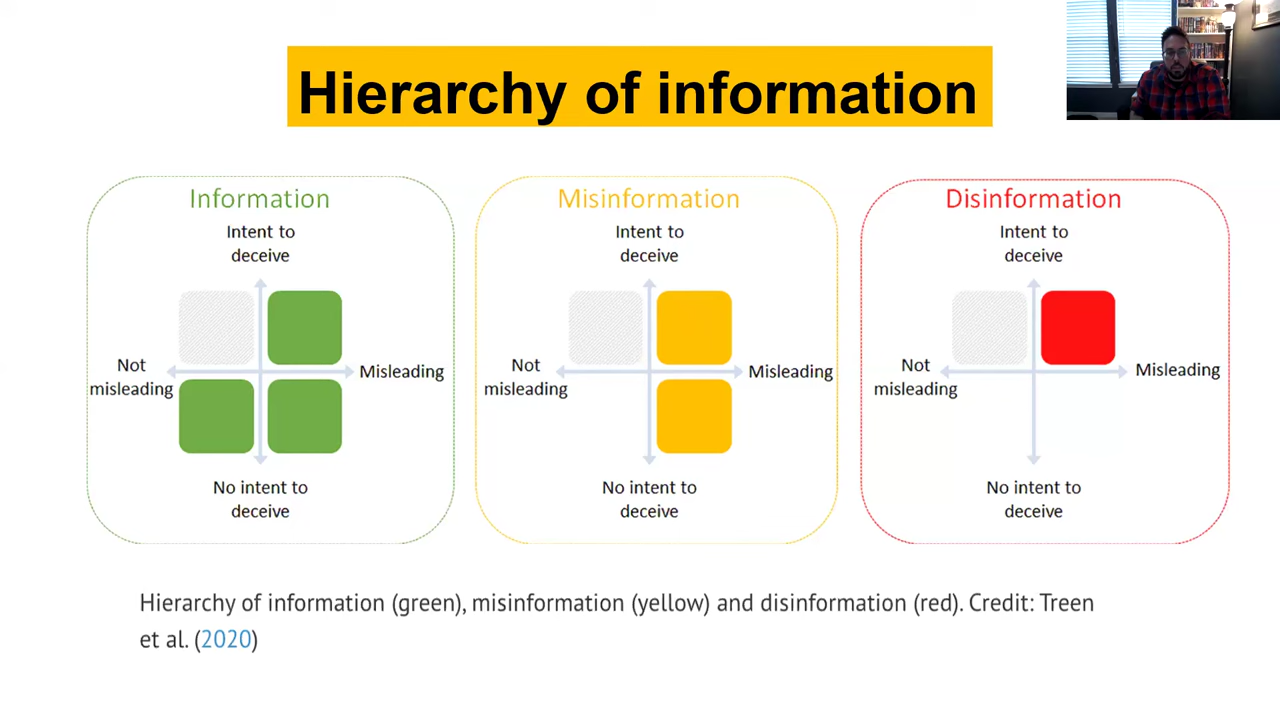 Hierarchy of information
Information
Intent to
deceive
Not
misleading
Misleading
No intent to
deceive
Misinformation
Intent to
deceive
Not
misleading
Misleading
No intent to
deceive
Disinformation
Intent to
deceive
Not
misleading
Misleading
No intent to
deceive
Hierarchy of information (green), misinformation (yellow) and disinformation (red). Credit: Treen
et al. (2020)